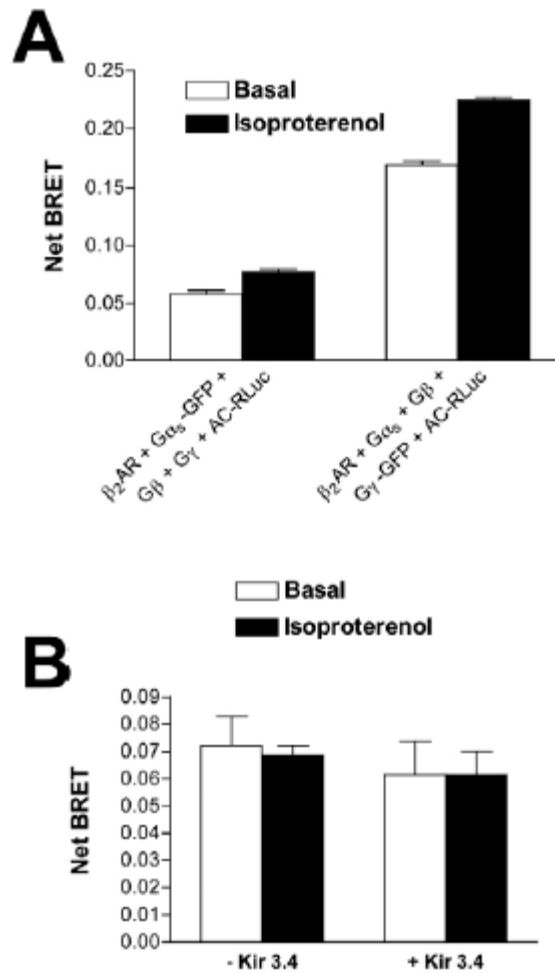 A
Basal
Isoproterenol
Net BRET
0.25
0.20
0.15
0.10
0.05
0.00
β₂AR + Gαₛ-GFP +
Gβ + Gγ + AC-RLuc
β₂AR + Gαₛ + Gβ +
Gγ-GFP + AC-RLuc
Basal
Isoproterenol
B
Net BRET
0.09
0.08
0.07
0.06
0.05
0.04
0.03
0.02
0.01
0.00
- Kir 3.4
+ Kir 3.4